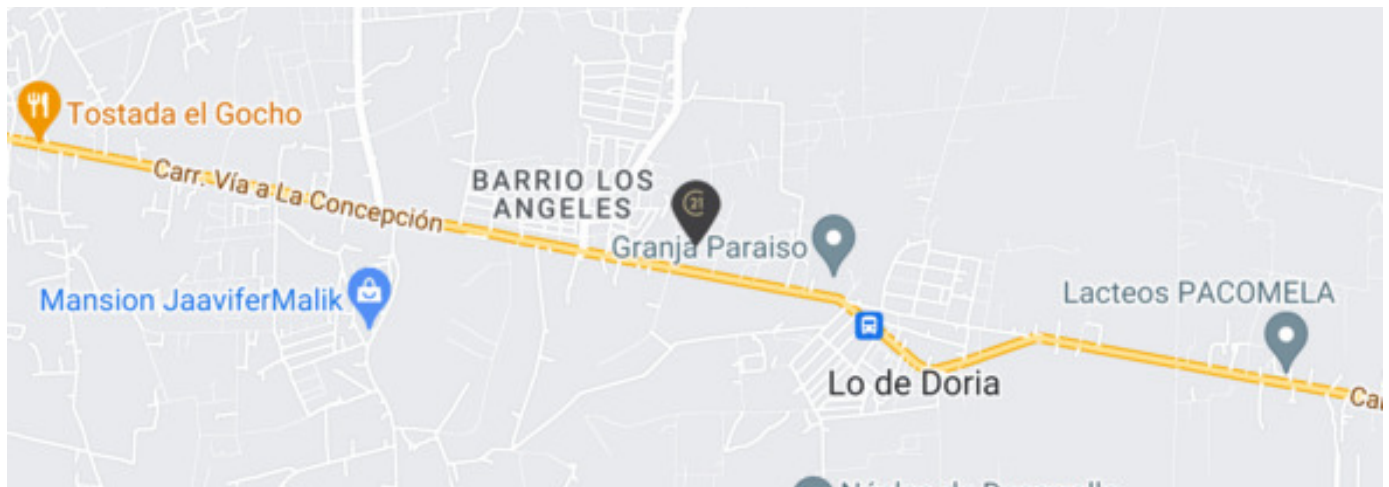 Tostada el Gocho
Carr. Vía a La Concepción
BARRIO LOS
ANGELES
21
Granja Paraiso
Mansion JaaviferMalik
Lacteos PACOMELA
Lo de Doria